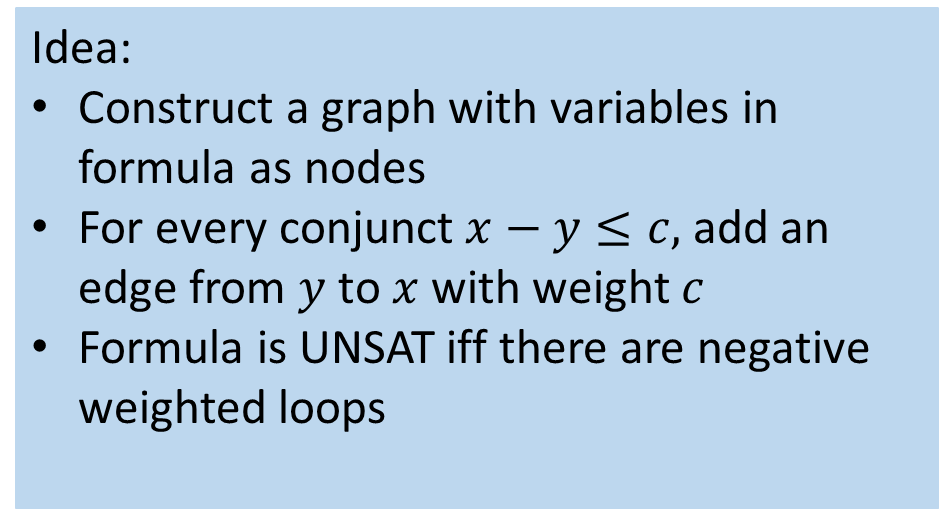 Idea:
• Construct a graph with variables in
formula as nodes
• For every conjunct x − y ≤ c, add an
edge from y to x with weight c
• Formula is UNSAT iff there are negative
weighted loops